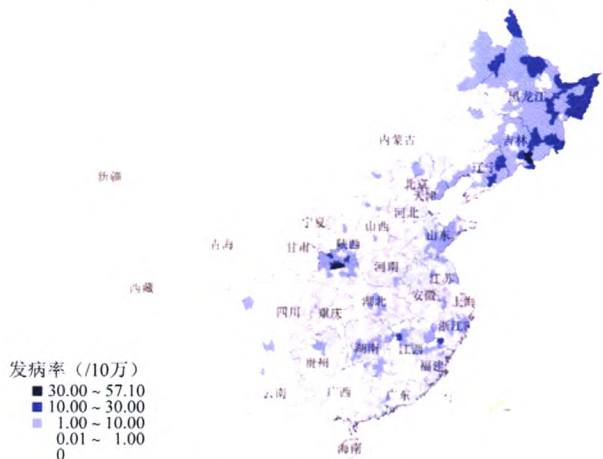 黑龙江
内蒙古
吉林
辽宁
新疆
北京
天津
河北
宁夏
山西
山东
青海
甘肃
陕西
河南
江苏
西藏
安徽
上海
湖北
四川
重庆
浙江
湖南
江西
贵州
福建
云南
广西
广东
海南
发病率（/10万）
30.00～57.10
10.00～30.00
1.00～10.00
0.01～ 1.00
0